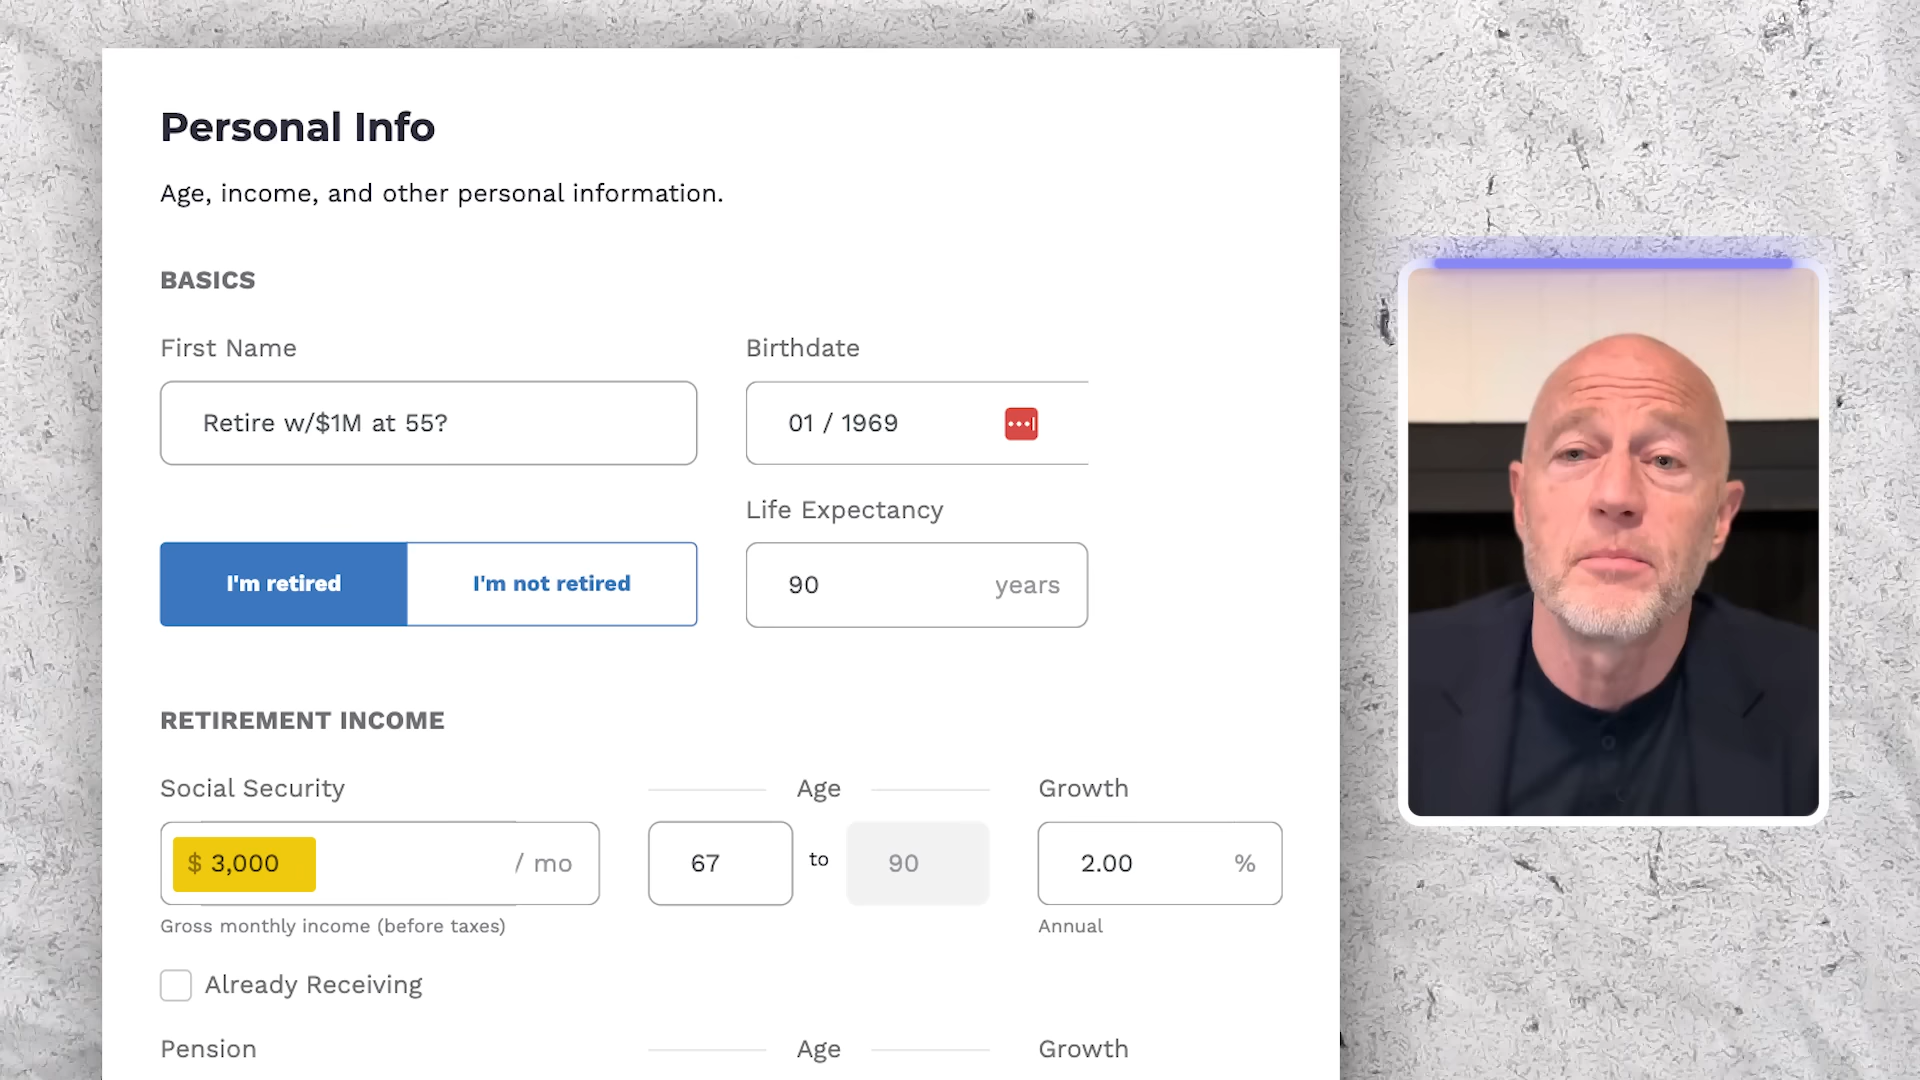 Personal Info
Age, income, and other personal information.
BASICS
First Name
Birthdate
Retire w/$1M at 55?
01 / 1969
Life Expectancy
I'm retired
I'm not retired
90 years
RETIREMENT INCOME
Social Security
Age
Growth
$ 3,000 / mo
67 to 90
2.00 %
Gross monthly income (before taxes)
Annual
Already Receiving
Pension
Age
Growth